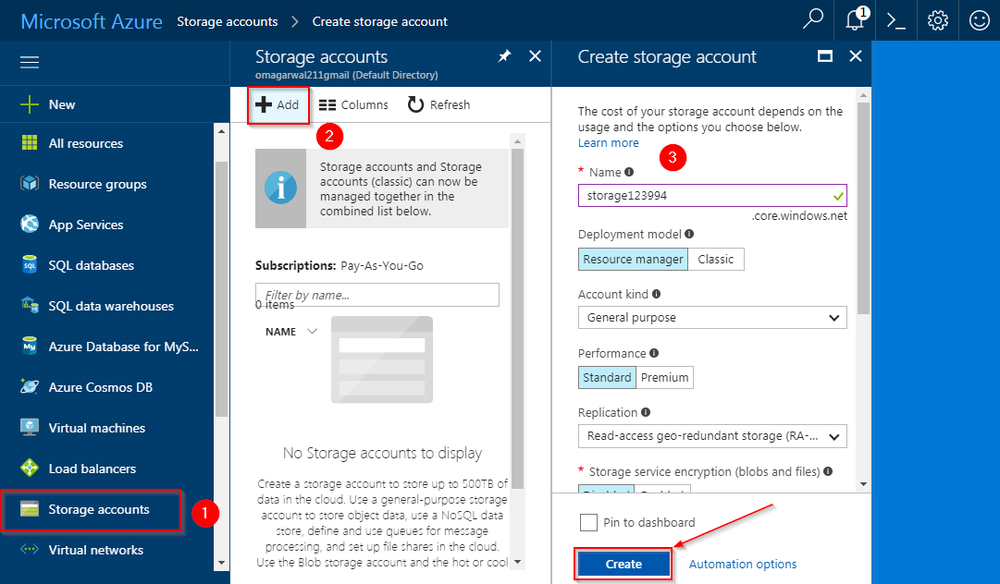 Microsoft Azure Storage accounts > Create storage account
1
>_
New
All resources
Resource groups
App Services
SQL databases
SQL data warehouses
Azure Database for MyS...
Azure Cosmos DB
Virtual machines
Load balancers
Storage accounts
1
Virtual networks
Storage accounts
omagarwal211gmail (Default Directory)
Add
Columns
Refresh
2
Storage accounts and Storage
accounts (classic) can now be
managed together in the
combined list below.
Subscriptions: Pay-As-You-Go
Filter by name...
0 items
NAME
No Storage accounts to display
Create a storage account to store up to 500TB of
data in the cloud. Use a general-purpose storage
account to store object data, use a NoSQL data
store, define and use queues for message
processing, and set up file shares in the cloud.
Use the Blob storage account and the hot or cool
Create storage account
The cost of your storage account depends on the
usage and the options you choose below.
Learn more
3
* Name
storage123994
.core.windows.net
Deployment model
Resource manager Classic
Account kind
General purpose
Performance
Standard Premium
Replication
Read-access geo-redundant storage (RA-...
* Storage service encryption (blobs and files)
Pin to dashboard
Create
Automation options